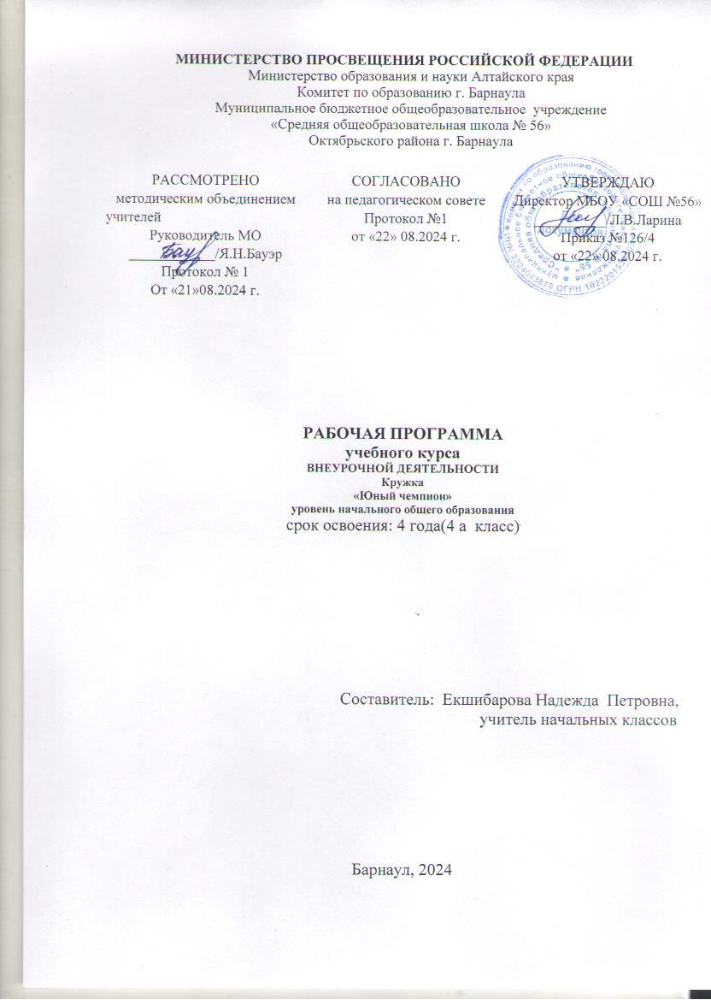 МИНИСТЕРСТВО ПРОСВЕЩЕНИЯ РОССИЙСКОЙ ФЕДЕРАЦИИ
Министерство образования и науки Алтайского края
Комитет по образованию г. Барнаула
Муниципальное бюджетное общеобразовательное учреждение
«Средняя общеобразовательная школа № 56»
Октябрьского района г. Барнаула
РАССМОТРЕНО
методическим объединением
учителей
Руководитель МО
Бауэр /Я.Н.Бауэр
Протокол № 1
От «21»08.2024 г.
СОГЛАСОВАНО
на педагогическом совете
Протокол №1
от «22» 08.2024 г.
УТВЕРЖДАЮ
Директор МБОУ «СОШ №56»
/Л.В.Ларина
Приказ №126/4
от «22» 08.2024 г.
РАБОЧАЯ ПРОГРАММА
учебного курса
ВНЕУРОЧНОЙ ДЕЯТЕЛЬНОСТИ
Кружка
«Юный чемпион»
уровень начального общего образования
срок освоения: 4 года(4 а класс)
Составитель: Екшибарова Надежда Петровна,
учитель начальных классов
Барнаул, 2024